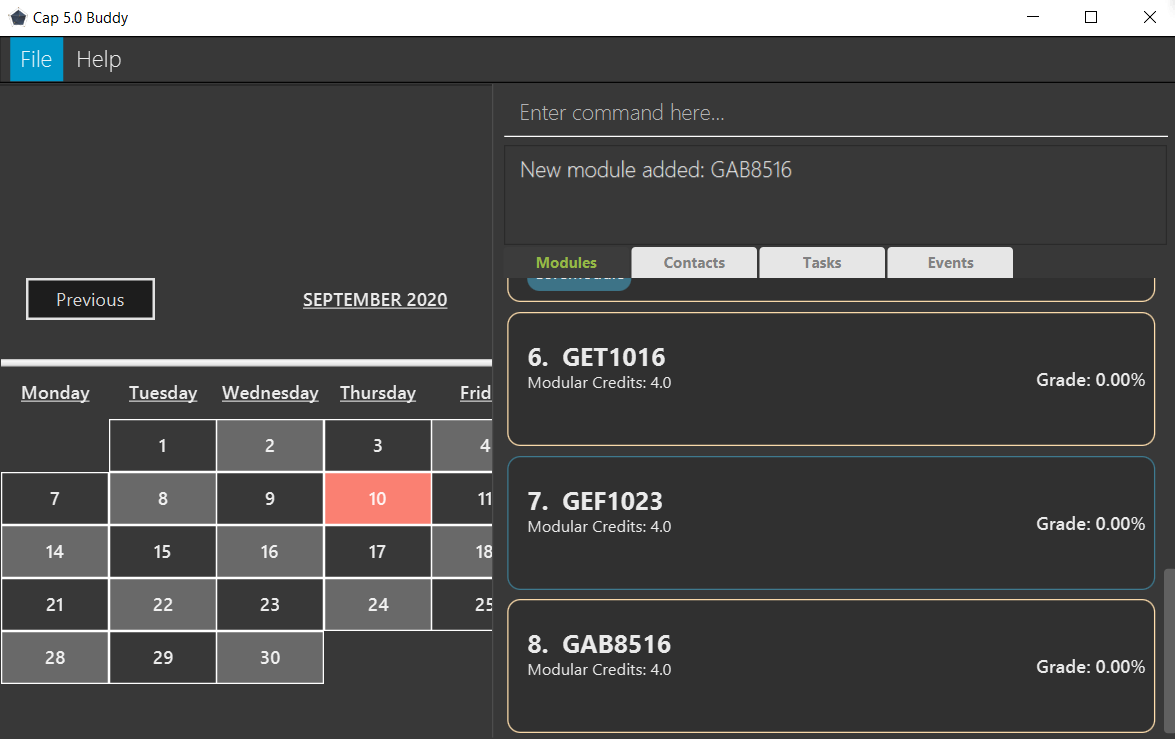 Cap 5.0 Buddy
File Help
Enter command here...
New module added: GAB8516
Modules Contacts Tasks Events
Previous SEPTEMBER 2020
Monday Tuesday Wednesday Thursday Frid
1 2 3 4
7 8 9 10 11
14 15 16 17 18
21 22 23 24 25
28 29 30
6. GET1016
Modular Credits: 4.0
Grade: 0.00%
7. GEF1023
Modular Credits: 4.0
Grade: 0.00%
8. GAB8516
Modular Credits: 4.0
Grade: 0.00%